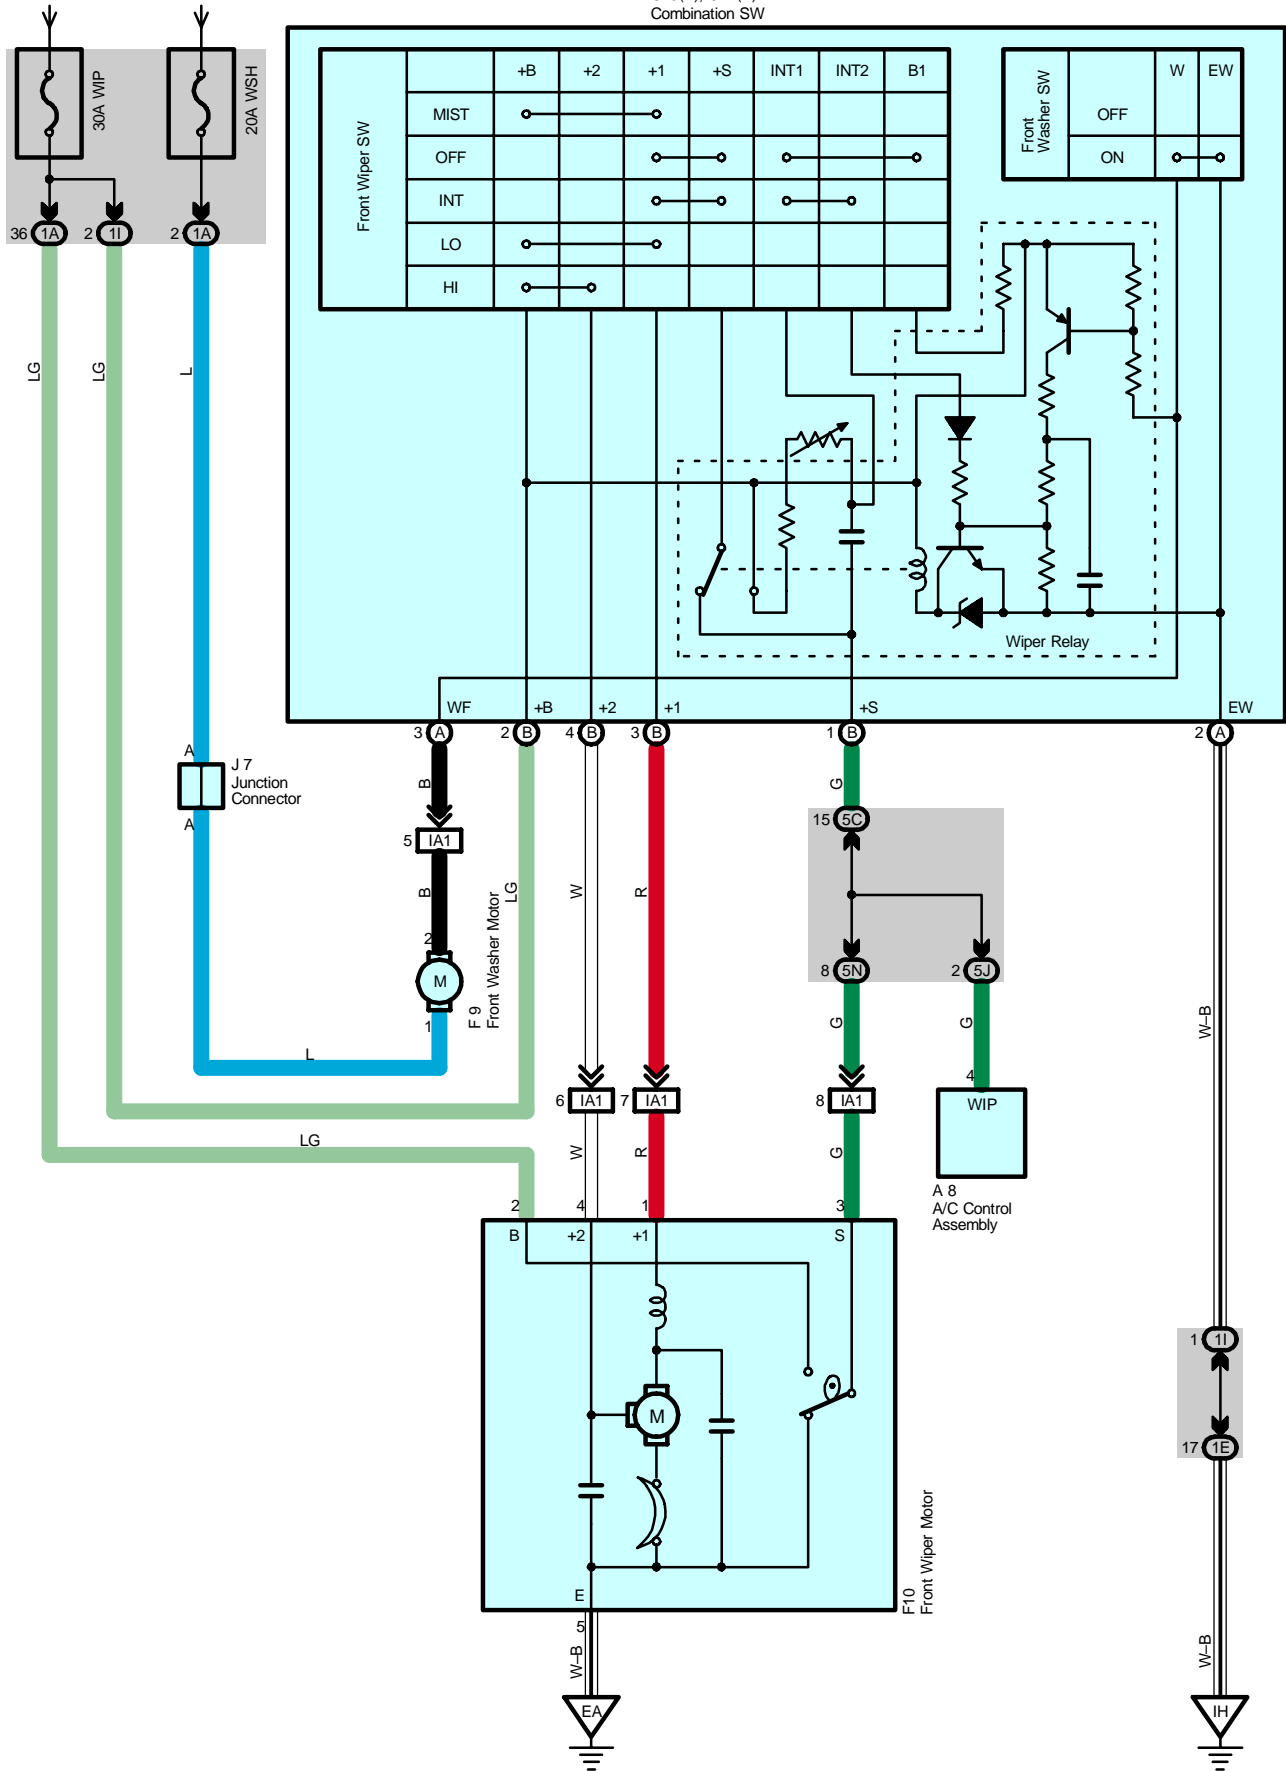 Combination SW
30A WIP
20A WSH
36 1A
2 1I
2 1A
Front Wiper SW
+B +2 +1 +S INT1 INT2 B1
MIST
OFF
INT
LO
HI
Front
Washer SW
W EW
OFF
ON
LG
LG
L
Wiper Relay
WF
+B
+2
+1
+S
EW
3 A
2 B
4 B
3 B
1 B
2 A
A
J 7
Junction
Connector
A
B
5 IA1
B
2
M
1
F 9
Front Washer Motor
L
LG
W
R
G
15 5C
8 5N
2 5J
G
G
W–B
6 IA1
7 IA1
8 IA1
4
WIP
A 8
A/C Control
Assembly
LG
W
R
G
2
4
1
3
B
+2
+1
S
M
E
5
F10
Front Wiper Motor
W–B
EA
1 1I
17 1E
W–B
IH